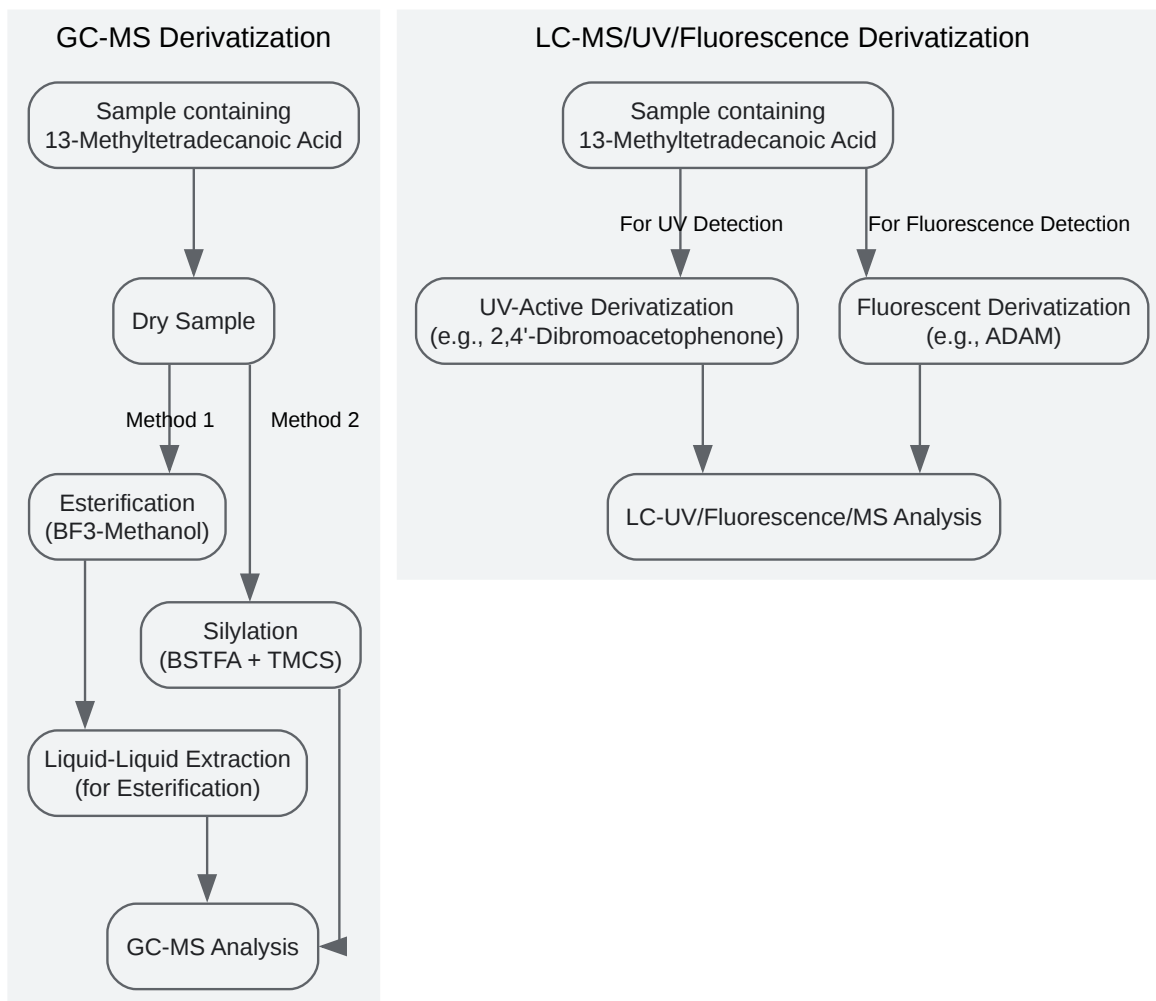 GC-MS Derivatization
Sample containing
13-Methyltetradecanoic Acid
Dry Sample
Method 1
Method 2
Esterification
(BF3-Methanol)
Silylation
(BSTFA + TMCS)
Liquid-Liquid Extraction
(for Esterification)
GC-MS Analysis
LC-MS/UV/Fluorescence Derivatization
Sample containing
13-Methyltetradecanoic Acid
For UV Detection
For Fluorescence Detection
UV-Active Derivatization
(e.g., 2,4'-Dibromoacetophenone)
Fluorescent Derivatization
(e.g., ADAM)
LC-UV/Fluorescence/MS Analysis